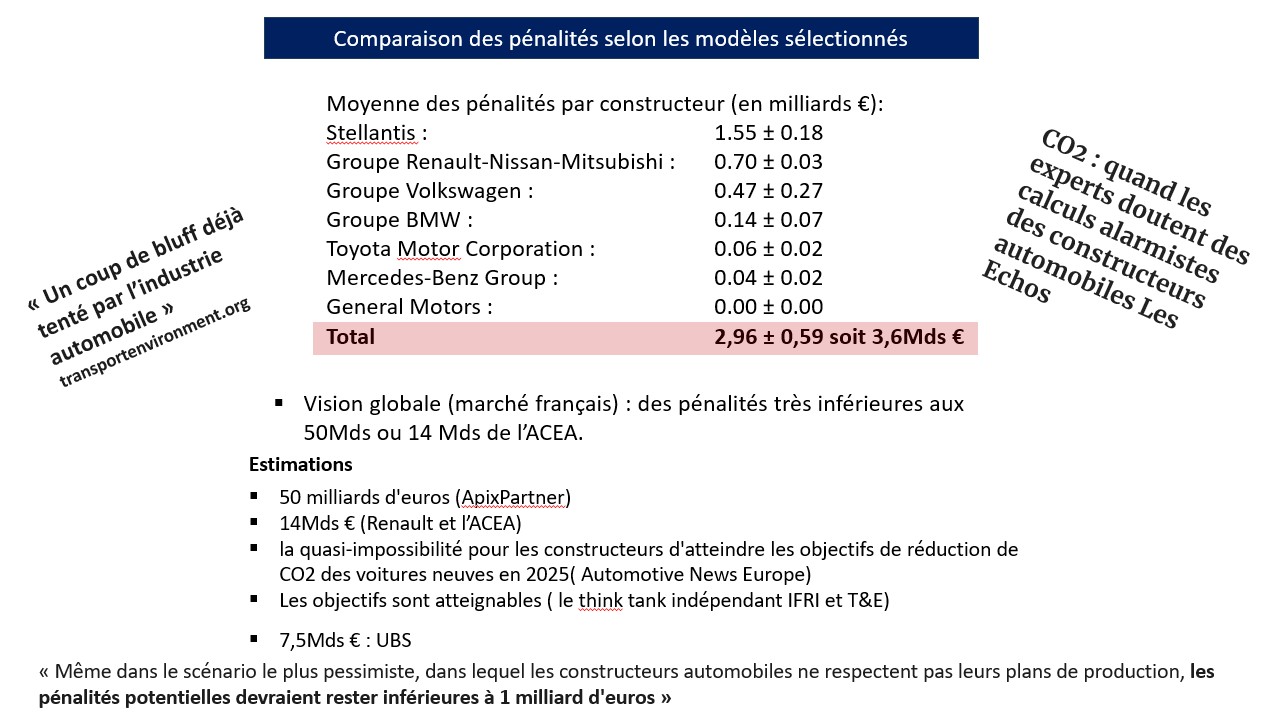 Comparaison des pénalités selon les modèles sélectionnés
Moyenne des pénalités par constructeur (en milliards €):
Stellantis : 1.55 ± 0.18
Groupe Renault-Nissan-Mitsubishi : 0.70 ± 0.03
Groupe Volkswagen : 0.47 ± 0.27
Groupe BMW : 0.14 ± 0.07
Toyota Motor Corporation : 0.06 ± 0.02
Mercedes-Benz Group : 0.04 ± 0.02
General Motors : 0.00 ± 0.00
Total 2,96 ± 0,59 soit 3,6Mds €
« Un coup de bluff déjà
tenté par l’industrie
automobile »
transportenvironment.org
CO2 : quand les
experts doutent des
calculs alarmistes
des constructeurs
automobiles Les
Echos
▪ Vision globale (marché français) : des pénalités très inférieures aux
50Mds ou 14 Mds de l’ACEA.
Estimations
▪ 50 milliards d'euros (ApixPartner)
▪ 14Mds € (Renault et l’ACEA)
▪ la quasi-impossibilité pour les constructeurs d'atteindre les objectifs de réduction de
CO2 des voitures neuves en 2025( Automotive News Europe)
▪ Les objectifs sont atteignables ( le think tank indépendant IFRI et T&E)
▪ 7,5Mds € : UBS
« Même dans le scénario le plus pessimiste, dans lequel les constructeurs automobiles ne respectent pas leurs plans de production, les
pénalités potentielles devraient rester inférieures à 1 milliard d'euros »